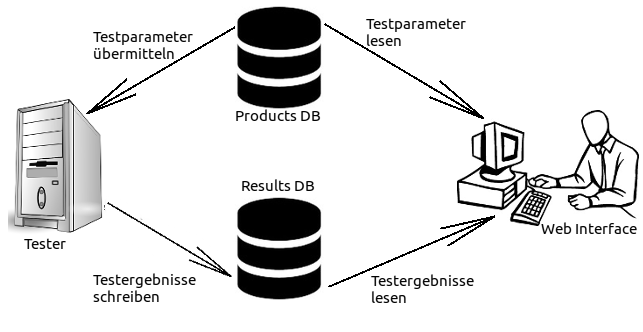 Testparameter
übermitteln
Testparameter
lesen
Products DB
Results DB
Tester
Web Interface
Testergebnisse
schreiben
Testergebnisse
lesen